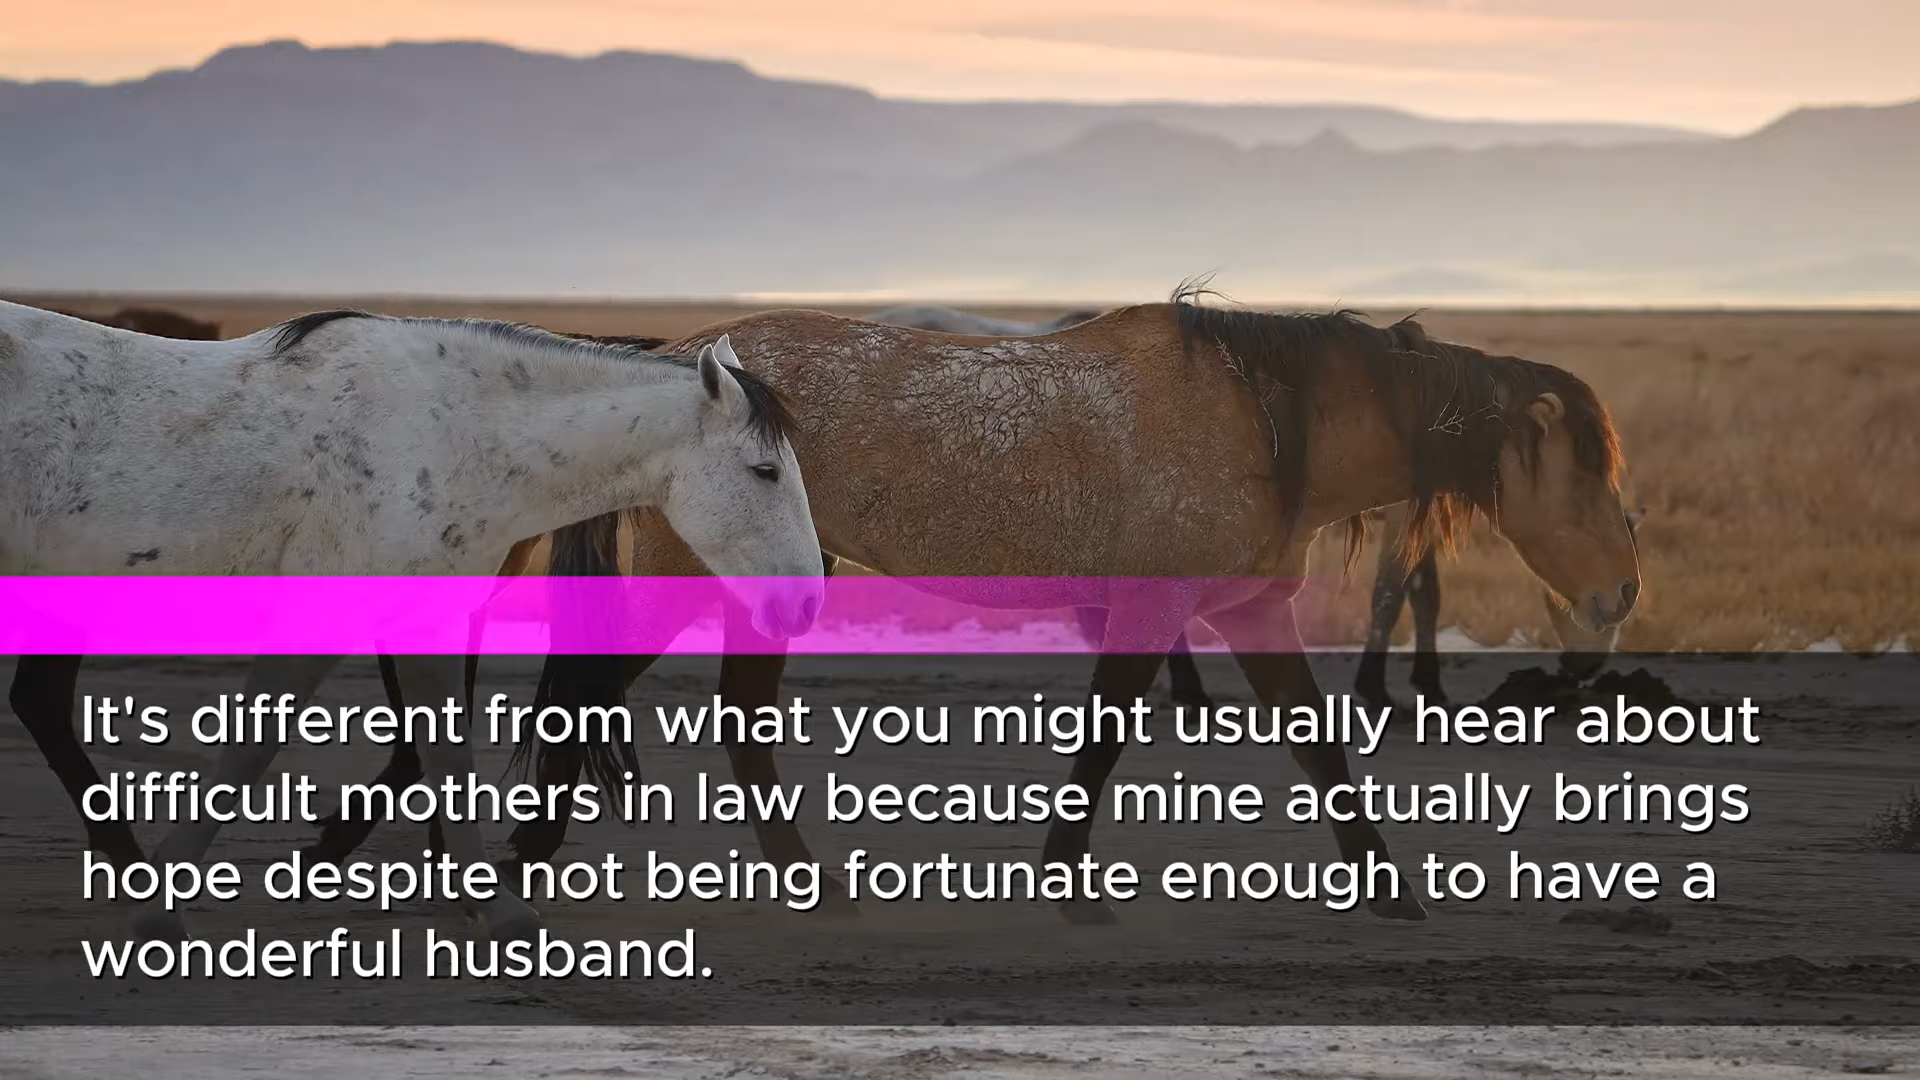 It's different from what you might usually hear about
difficult mothers in law because mine actually brings
hope despite not being fortunate enough to have a
wonderful husband.